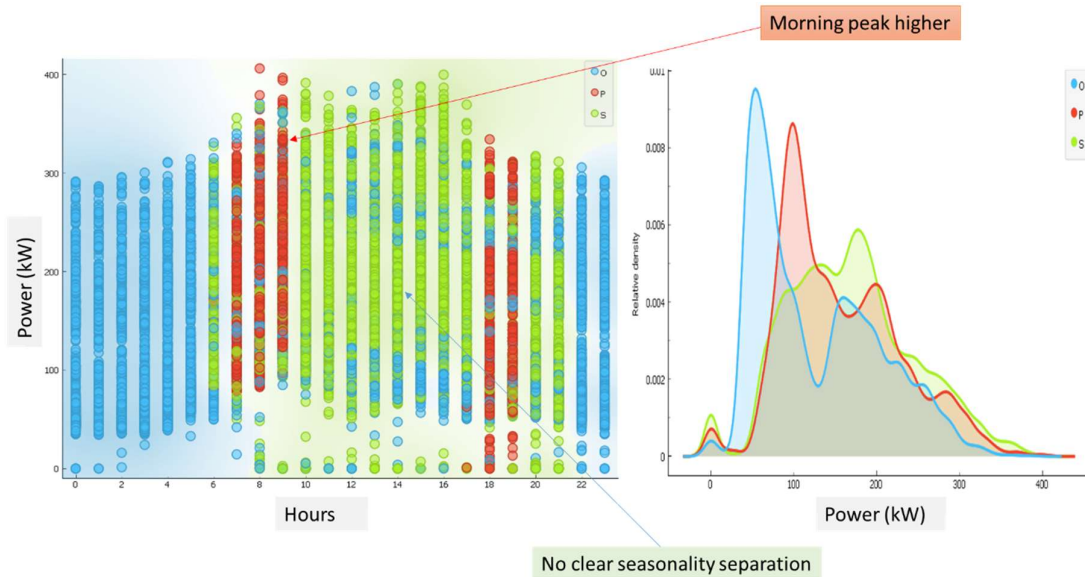 Morning peak higher
400
300
200
100
0
Power (kW)
0 2 4 6 8 10 12 14 16 18 20 22
Hours
O
P
S
0.01
0.008
0.006
0.004
0.002
0
Relative density
0 100 200 300 400
Power (kW)
O
P
S
No clear seasonality separation